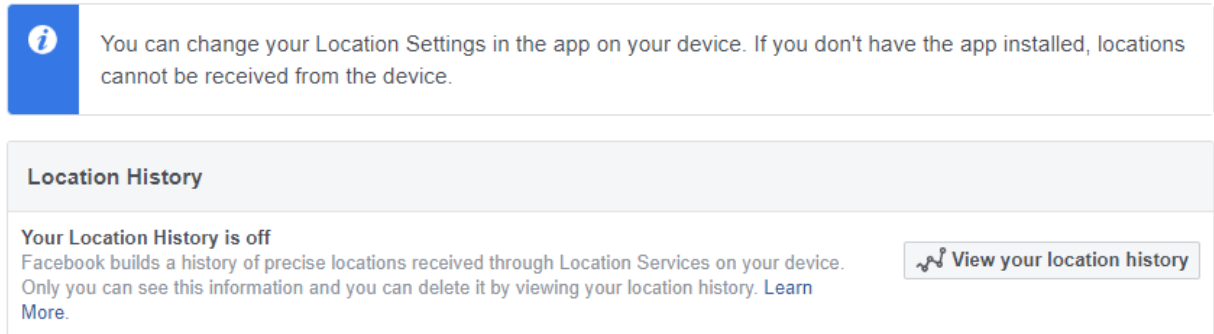 You can change your Location Settings in the app on your device. If you don't have the app installed, locations
cannot be received from the device.
Location History
Your Location History is off
Facebook builds a history of precise locations received through Location Services on your device.
Only you can see this information and you can delete it by viewing your location history. Learn
More.
View your location history